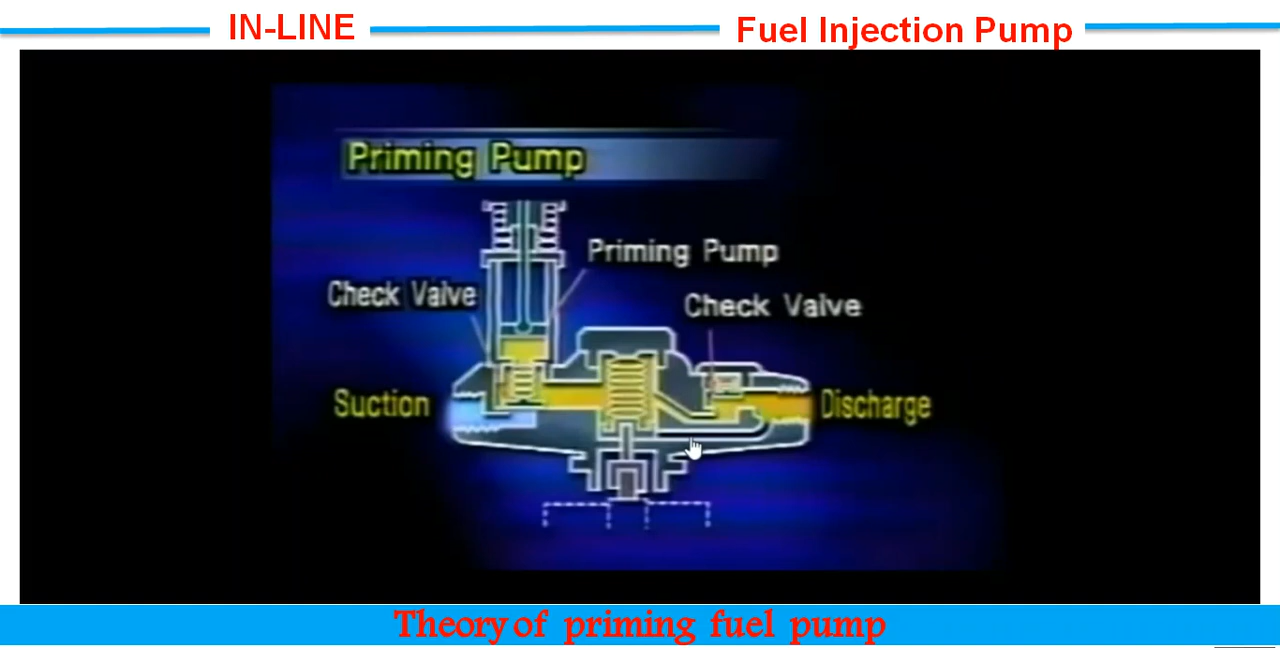 IN-LINE
Fuel Injection Pump
Priming Pump
Priming Pump
Check Valve
Check Valve
Suction
Discharge
Theory of priming fuel pump